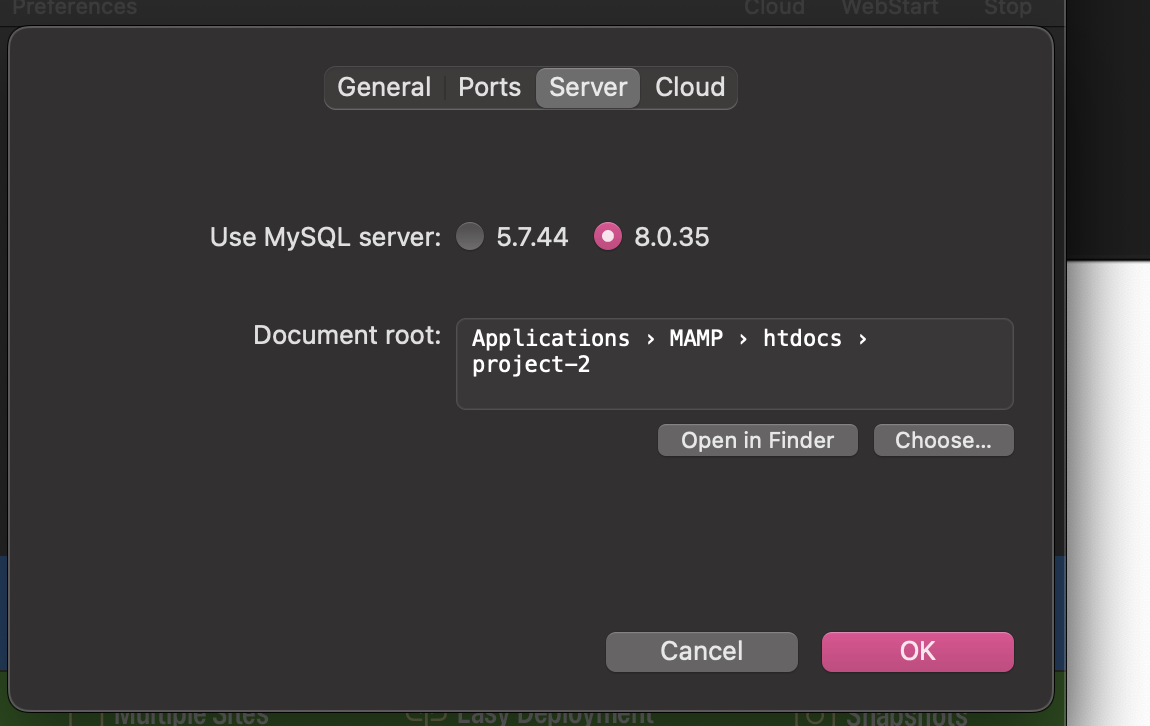 Preferences
Cloud WebStart Stop
General Ports Server Cloud
Use MySQL server: 5.7.44 8.0.35
Document root: Applications › MAMP › htdocs ›
project-2
Open in Finder Choose...
Cancel OK
Multiple Sites Easy Deployment Snapshots